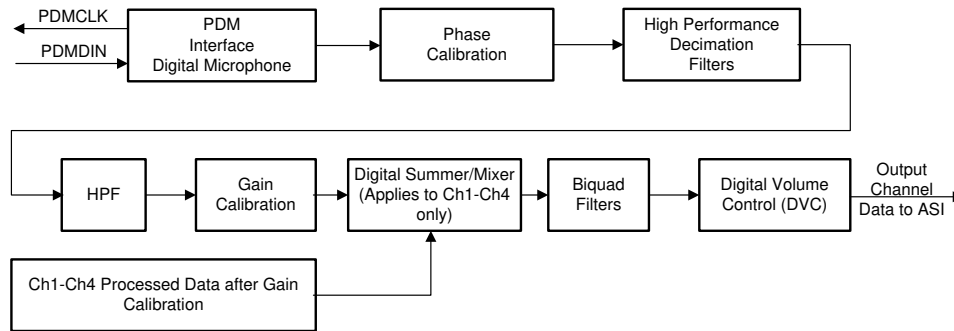 PDMCLK
PDMDIN
PDM
Interface
Digital Microphone
Phase
Calibration
High Performance
Decimation
Filters
HPF
Gain
Calibration
Digital Summer/Mixer
(Applies to Ch1-Ch4
only)
Biquad
Filters
Digital Volume
Control (DVC)
Output
Channel
Data to ASI
Ch1-Ch4 Processed Data after Gain
Calibration